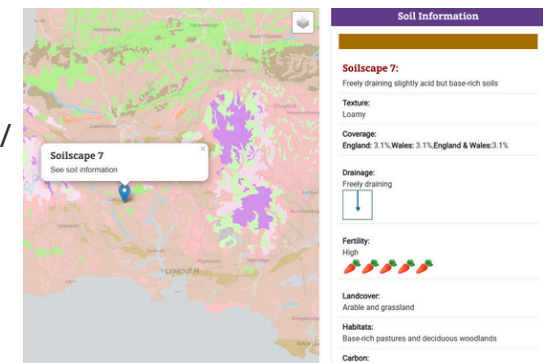 /
Soilscape 7
See soil information
×
PLYMOUTH
Soil Information
Soilscape 7:
Freely draining slightly acid but base-rich soils
Texture:
Loamy
Coverage:
England: 3.1%,Wales: 3.1%,England & Wales:3.1%
Drainage:
Freely draining
Fertility:
High
Landcover:
Arable and grassland
Habitats:
Base-rich pastures and deciduous woodlands
Carbon: